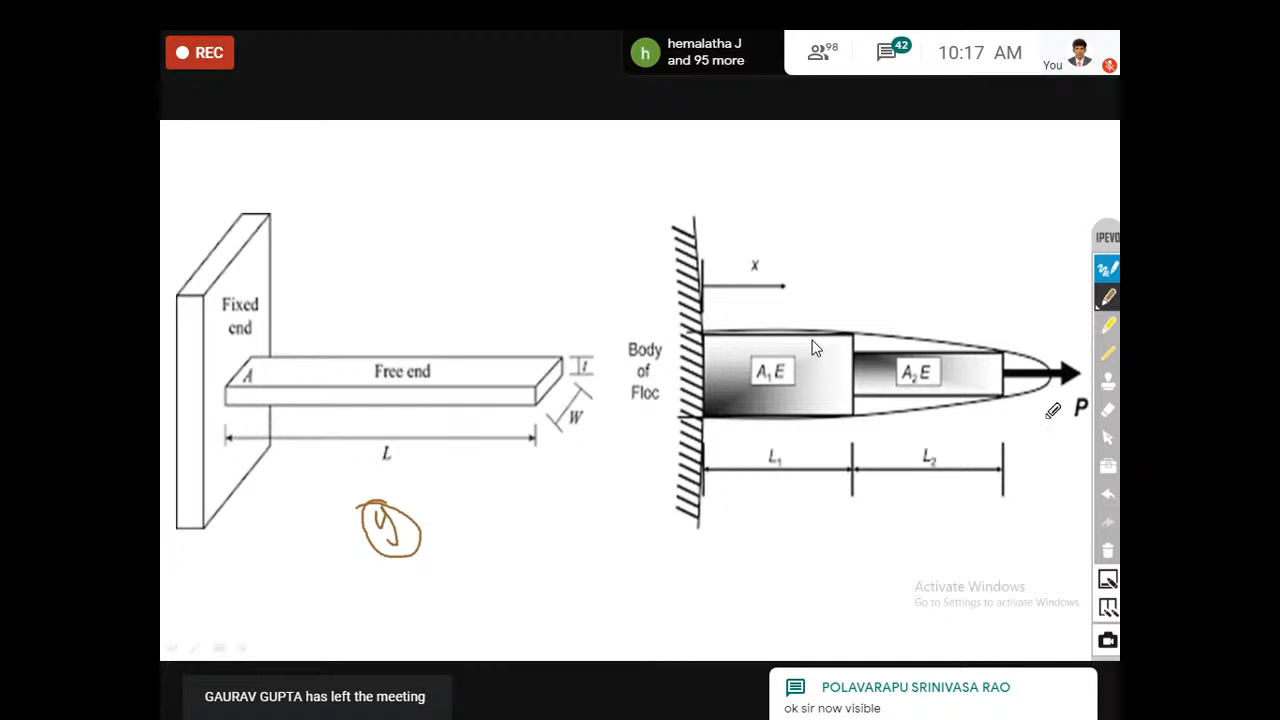 REC
h
hemalatha J
and 95 more
98
42
10:17 AM
You
IPEVO
Fixed
end
A
Free end
t
W
L
y
x
Body
of
Floc
A₁E
A₂E
P
L₁
L₂
Activate Windows
Go to Settings to activate Windows.
GAURAV GUPTA has left the meeting
POLAVARAPU SRINIVASA RAO
ok sir now visible